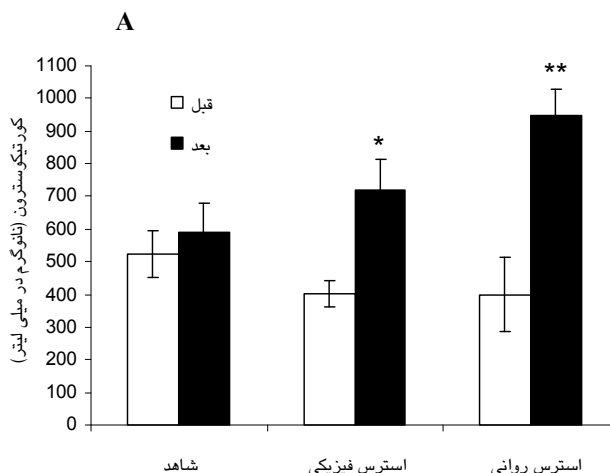 A
1100
1000
900
800
700
600
500
400
300
200
100
0
کورتیکوسترون (نانوگرم در میلی لیتر)
قبل
بعد
*
**
شاهد
استرس فیزیکی
استرس روانی